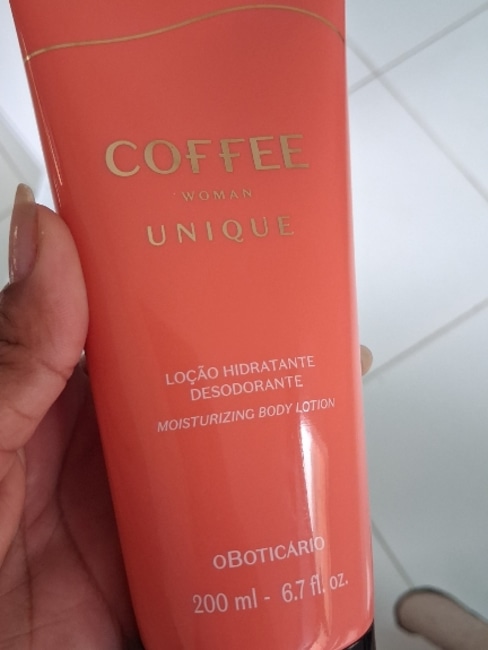 COFFEE
WOMAN
UNIQUE
LOÇÃO HIDRATANTE
DESODORANTE
MOISTURIZING BODY LOTION
oBOTICÁRIO
200 ml - 6.7 fl. oz.